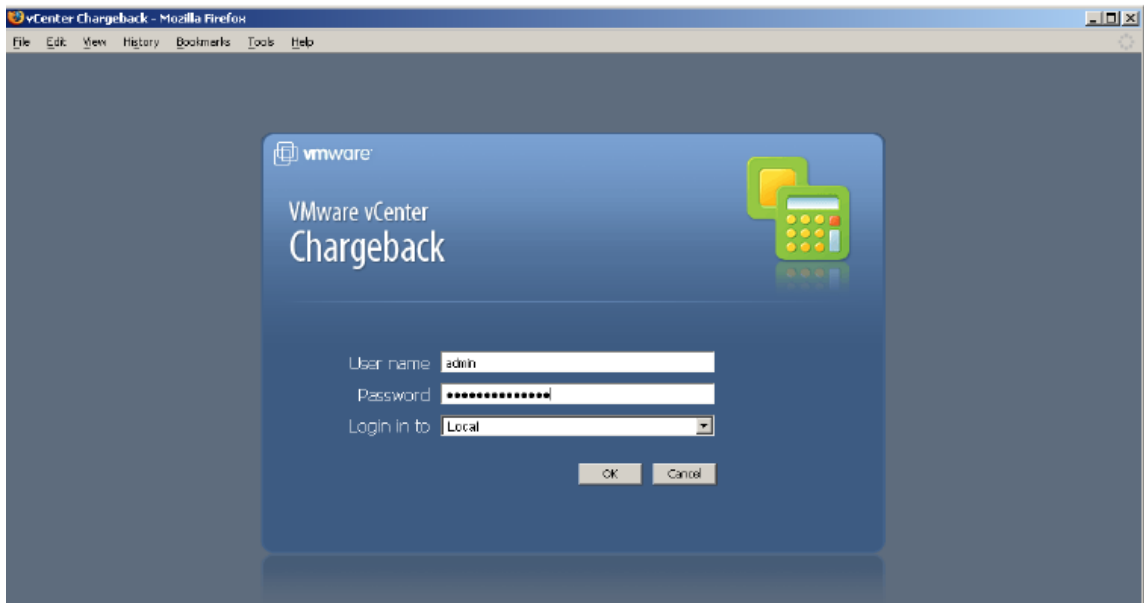 vCenter Chargeback - Mozilla Firefox
File Edit View History Bookmarks Tools Help
vmware
VMware vCenter
Chargeback
User name admin
Password ••••••••••••••
Login in to Local
OK Cancel